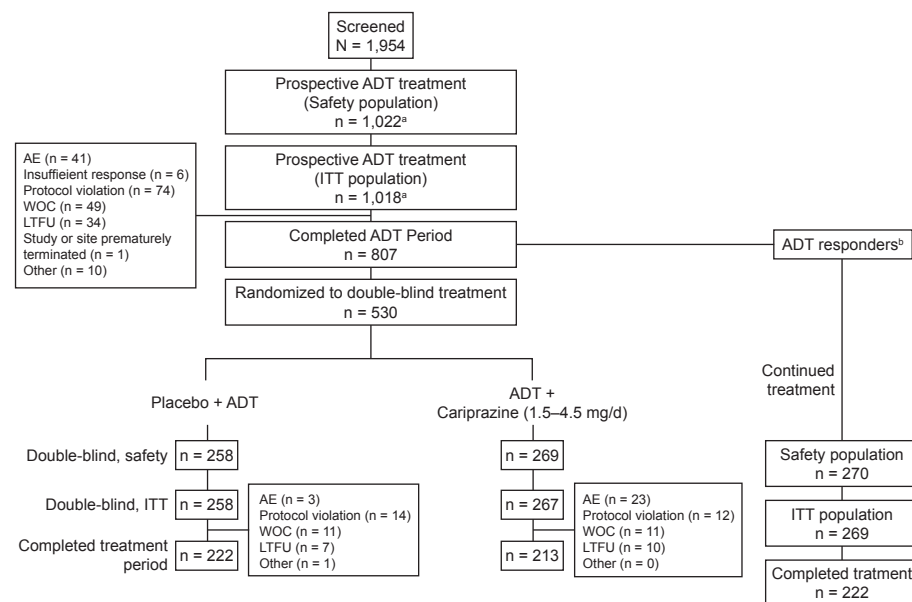 Screened
N = 1,954
Prospective ADT treatment
(Safety population)
n = 1,022ᵃ
Prospective ADT treatment
(ITT population)
n = 1,018ᵃ
AE (n = 41)
Insuffieient response (n = 6)
Protocol violation (n = 74)
WOC (n = 49)
LTFU (n = 34)
Study or site prematurely
terminated (n = 1)
Other (n = 10)
Completed ADT Period
n = 807
ADT respondersᵇ
Randomized to double-blind treatment
n = 530
Continued
treatment
Placebo + ADT
ADT +
Cariprazine (1.5–4.5 mg/d)
Double-blind, safety
n = 258
n = 269
Double-blind, ITT
n = 258
n = 267
AE (n = 3)
Protocol violation (n = 14)
WOC (n = 11)
LTFU (n = 7)
Other (n = 1)
AE (n = 23)
Protocol violation (n = 12)
WOC (n = 11)
LTFU (n = 10)
Other (n = 0)
Completed treatment
period
n = 222
n = 213
Safety population
n = 270
ITT population
n = 269
Completed tratment
n = 222